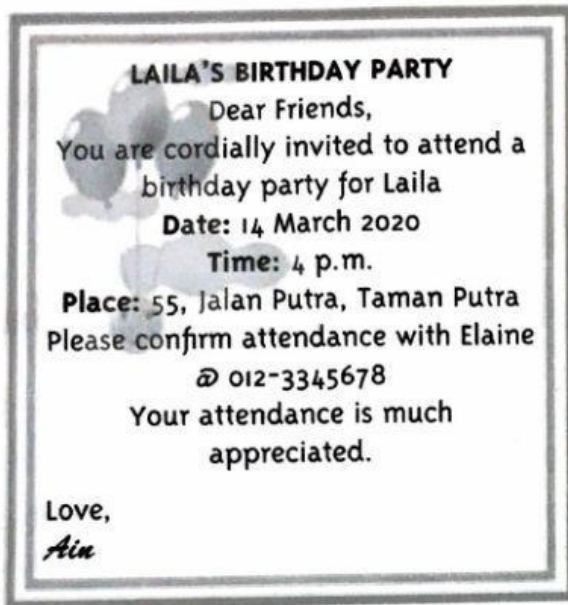 LAILA'S BIRTHDAY PARTY
Dear Friends,
You are cordially invited to attend a
birthday party for Laila
Date: 14 March 2020
Time: 4 p.m.
Place: 55, Jalan Putra, Taman Putra
Please confirm attendance with Elaine
@ 012-3345678
Your attendance is much
appreciated.
Love,
Ain